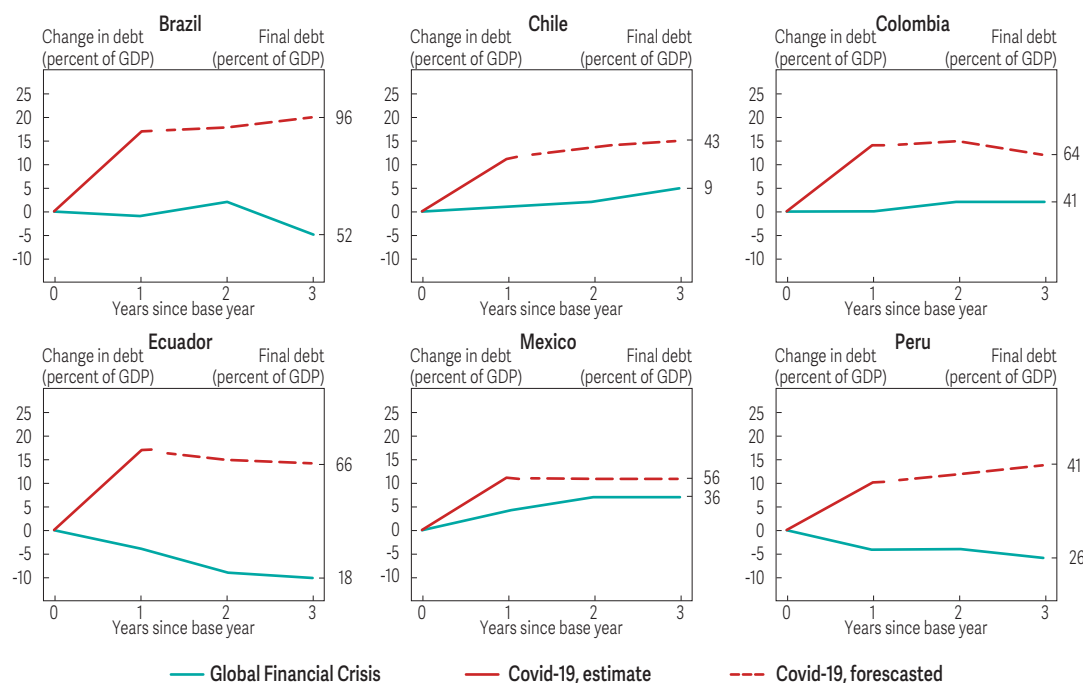 Brazil
Change in debt
(percent of GDP)
Final debt
(percent of GDP)
25
20
15
10
5
0
-5
-10
96
52
0 1 2 3
Years since base year
Chile
Change in debt
(percent of GDP)
Final debt
(percent of GDP)
25
20
15
10
5
0
-5
-10
43
9
0 1 2 3
Years since base year
Colombia
Change in debt
(percent of GDP)
Final debt
(percent of GDP)
25
20
15
10
5
0
-5
-10
64
41
0 1 2 3
Years since base year
Ecuador
Change in debt
(percent of GDP)
Final debt
(percent of GDP)
25
20
15
10
5
0
-5
-10
66
18
0 1 2 3
Years since base year
Mexico
Change in debt
(percent of GDP)
Final debt
(percent of GDP)
25
20
15
10
5
0
-5
-10
56
36
0 1 2 3
Years since base year
Peru
Change in debt
(percent of GDP)
Final debt
(percent of GDP)
25
20
15
10
5
0
-5
-10
41
26
0 1 2 3
Years since base year
Global Financial Crisis Covid-19, estimate Covid-19, forescasted